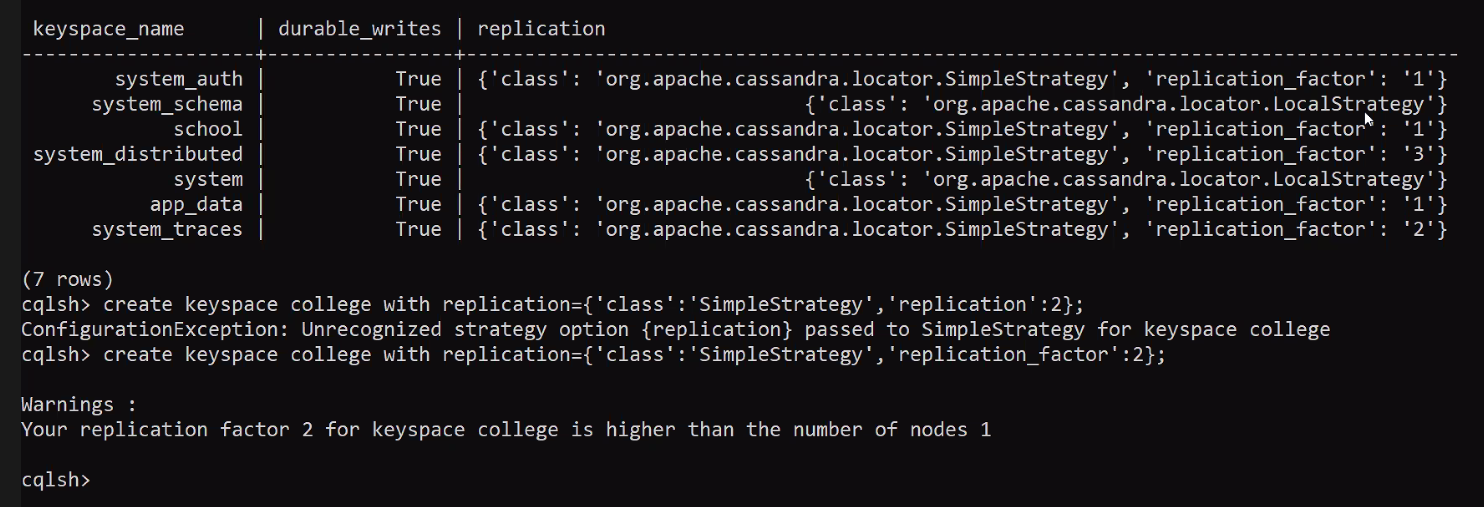 keyspace_name | durable_writes | replication
--------------------+----------------+-------------------------------------------------------------------------------------
system_auth | True | {'class': 'org.apache.cassandra.locator.SimpleStrategy', 'replication_factor': '1'}
system_schema | True | {'class': 'org.apache.cassandra.locator.LocalStrategy'}
school | True | {'class': 'org.apache.cassandra.locator.SimpleStrategy', 'replication_factor': '1'}
system_distributed | True | {'class': 'org.apache.cassandra.locator.SimpleStrategy', 'replication_factor': '3'}
system | True | {'class': 'org.apache.cassandra.locator.LocalStrategy'}
app_data | True | {'class': 'org.apache.cassandra.locator.SimpleStrategy', 'replication_factor': '1'}
system_traces | True | {'class': 'org.apache.cassandra.locator.SimpleStrategy', 'replication_factor': '2'}
(7 rows)
cqlsh> create keyspace college with replication={'class':'SimpleStrategy','replication':2};
ConfigurationException: Unrecognized strategy option {replication} passed to SimpleStrategy for keyspace college
cqlsh> create keyspace college with replication={'class':'SimpleStrategy','replication_factor':2};
Warnings :
Your replication factor 2 for keyspace college is higher than the number of nodes 1
cqlsh>